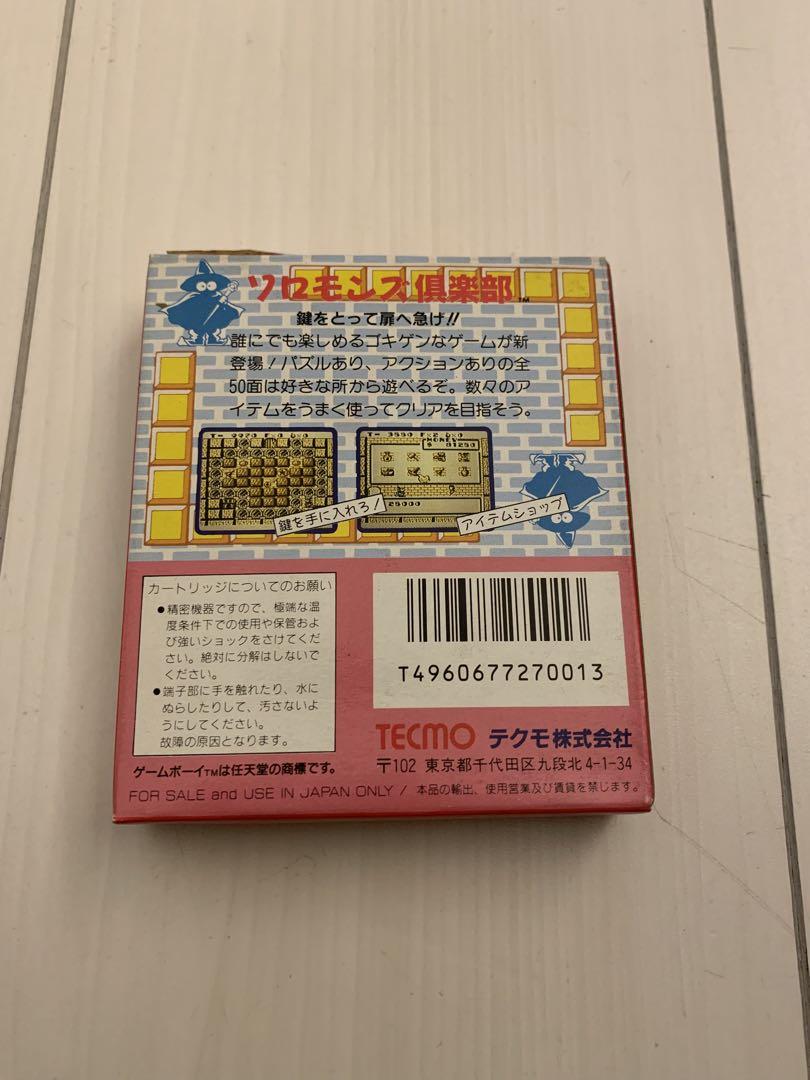 ソロモンズ倶楽部™
鍵をとって扉へ急げ!!
誰にでも楽しめるゴキゲンなゲームが新
登場!パズルあり、アクションありの全
50面は好きな所から遊べるぞ。数々のア
イテムをうまく使ってクリアを目指そう。
鍵を手に入れろ!
アイテムショップ
カートリッジについてのお願い
●精密機器ですので、極端な温
度条件下での使用や保管およ
び強いショックをさけてくだ
さい。絶対に分解はしないで
ください。
●端子部に手を触れたり、水に
ぬらしたりして、汚さないよ
うにしてください。
故障の原因となります。
ゲームボーイ™は任天堂の商標です。
T4960677270013
TECMO テクモ株式会社
〒102 東京都千代田区九段北4-1-34
FOR SALE and USE IN JAPAN ONLY / 本品の輸出、使用営業及び賃貸を禁じます。